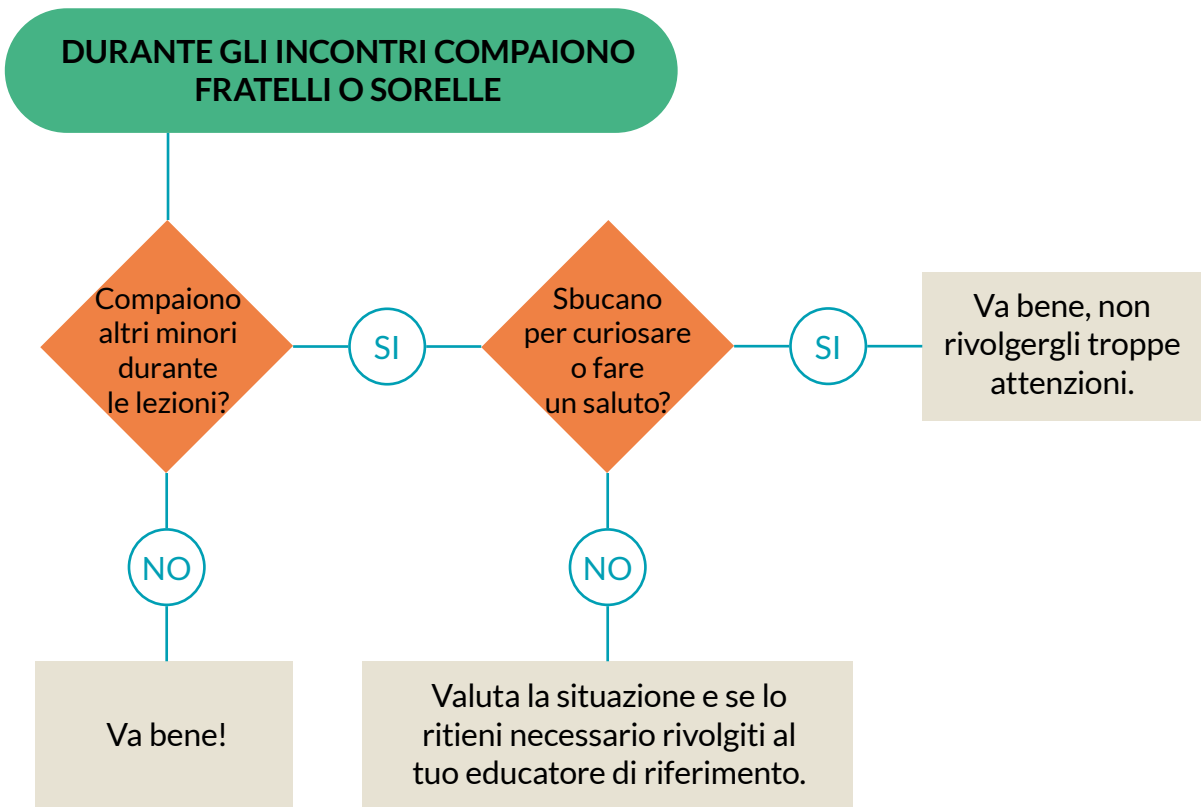 DURANTE GLI INCONTRI COMPAIONO
FRATELLI O SORELLE
Compaiono
altri minori
durante
le lezioni?
SI
Sbucano
per curiosare
o fare
un saluto?
SI
Va bene, non
rivolgergli troppe
attenzioni.
NO
NO
Va bene!
Valuta la situazione e se lo
ritieni necessario rivolgiti al
tuo educatore di riferimento.